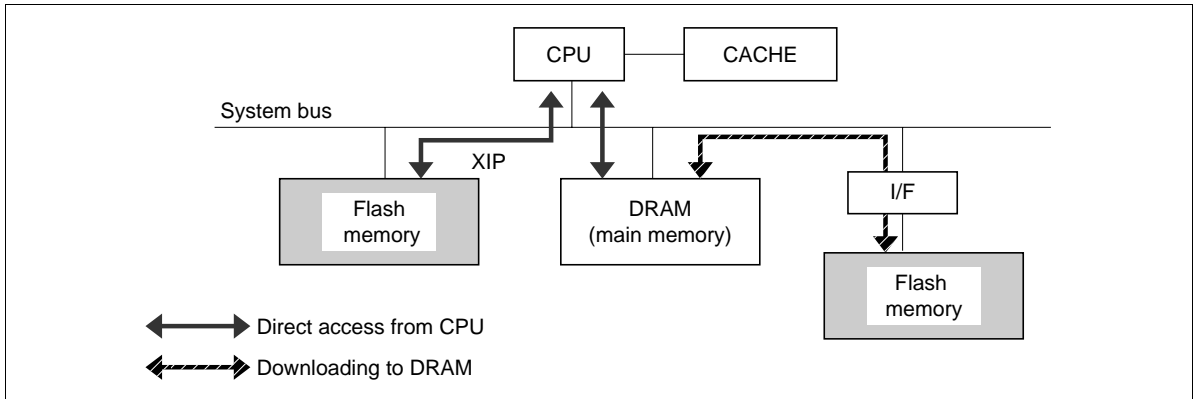 CPU
CACHE
System bus
XIP
Flash
memory
DRAM
(main memory)
I/F
Flash
memory
Direct access from CPU
Downloading to DRAM